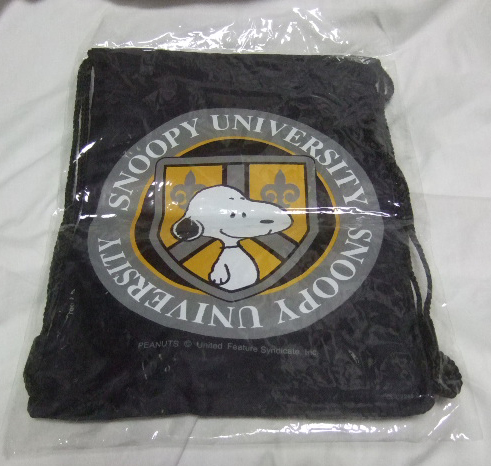 SNOOPY UNIVERSITY
SNOOPY UNIVERSITY
PEANUTS © United Feature Syndicate, Inc.